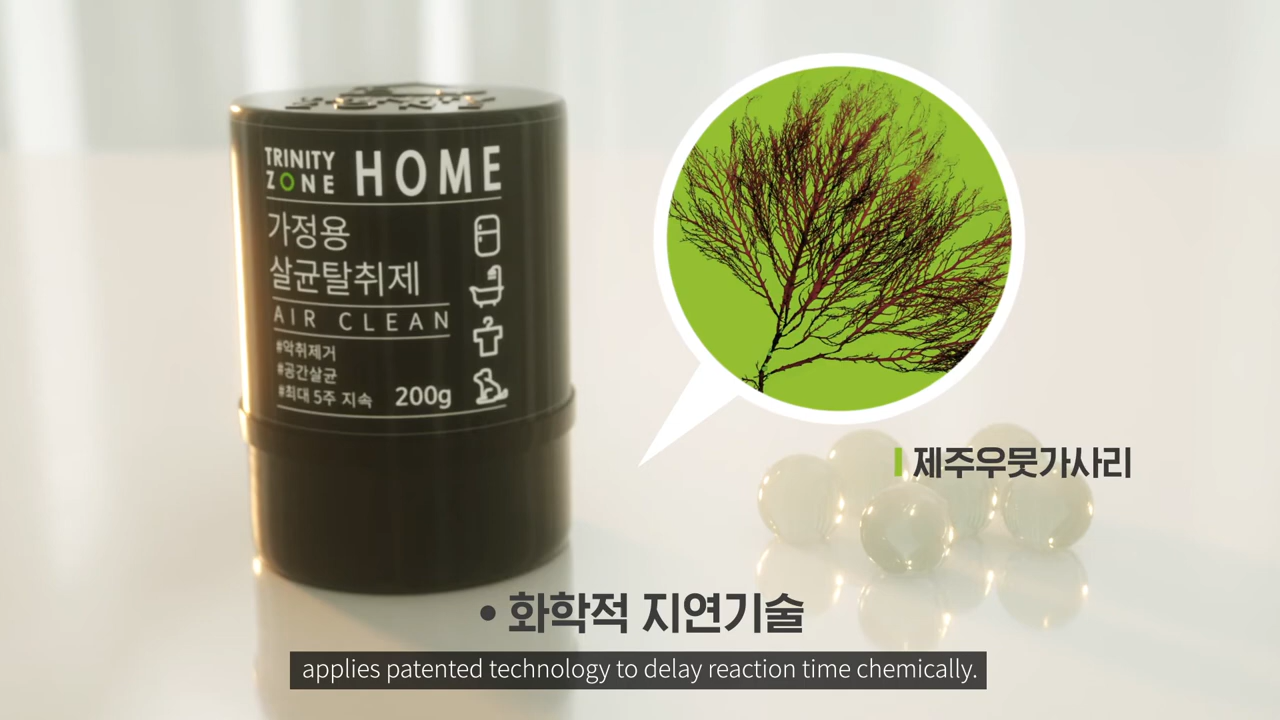 TRINITY
ZONE
HOME
가정용
살균탈취제
AIR CLEAN
#악취제거
#공간살균
#최대 5주 지속
200g
제주우뭇가사리
• 화학적 지연기술
applies patented technology to delay reaction time chemically.